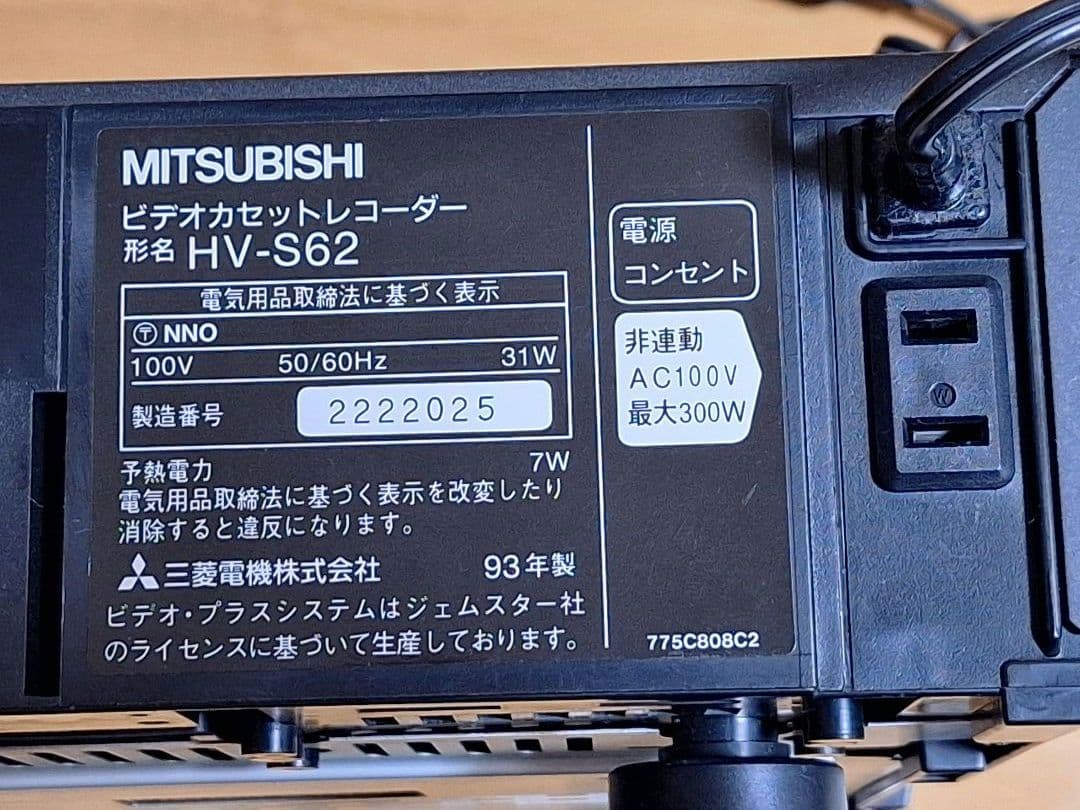 MITSUBISHI
ビデオカセットレコーダー
形名 HV-S62
電気用品取締法に基づく表示
〒 NNO
100V 50/60Hz 31W
製造番号 2222025
予熱電力 7W
電気用品取締法に基づく表示を改変したり
消除すると違反になります。
三菱電機株式会社 93年製
ビデオ・プラスシステムはジェムスター社
のライセンスに基づいて生産しております。
電源
コンセント
非連動
AC100V
最大300W
775C808C2
W